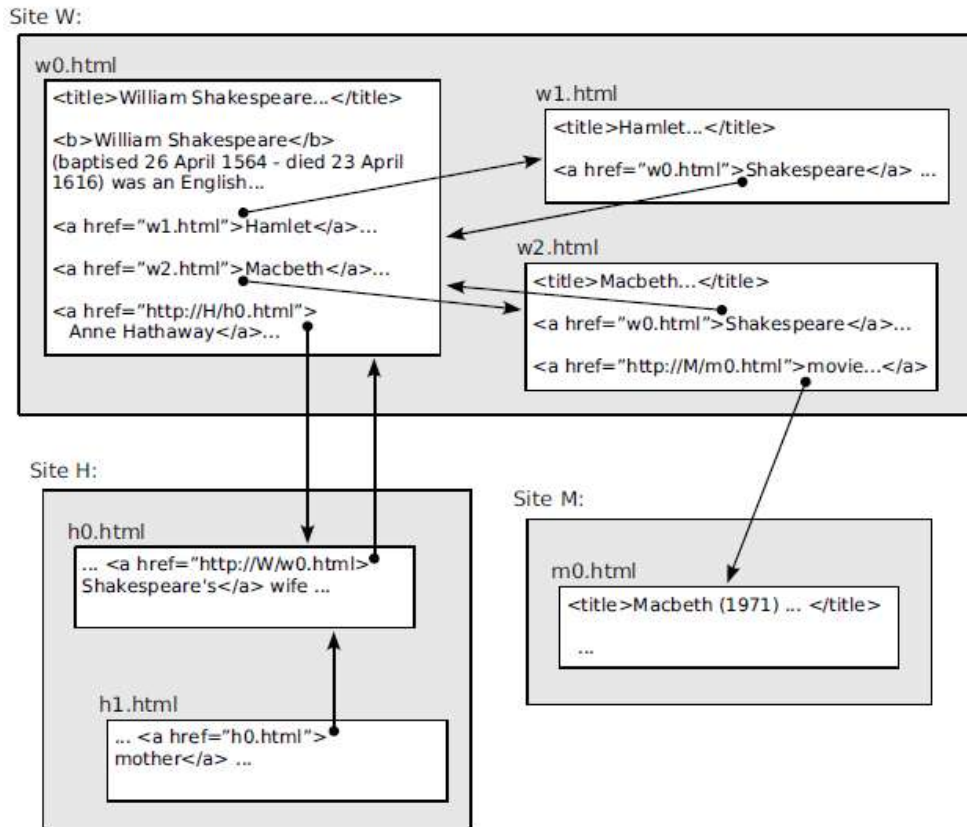 Site W:
w0.html
<title>William Shakespeare...</title>
<b>William Shakespeare</b>
(baptised 26 April 1564 - died 23 April
1616) was an English...
<a href=”w1.html”>Hamlet</a>...
<a href=”w2.html”>Macbeth</a>...
<a href=”http://H/h0.html”>
Anne Hathaway</a>...
w1.html
<title>Hamlet...</title>
<a href=”w0.html”>Shakespeare</a> ...
w2.html
<title>Macbeth...</title>
<a href=”w0.html”>Shakespeare</a>...
<a href=”http://M/m0.html”>movie...</a>
Site H:
h0.html
... <a href=”http://W/w0.html>
Shakespeare's</a> wife ...
h1.html
... <a href=”h0.html”>
mother</a> ...
Site M:
m0.html
<title>Macbeth (1971) ... </title>
...